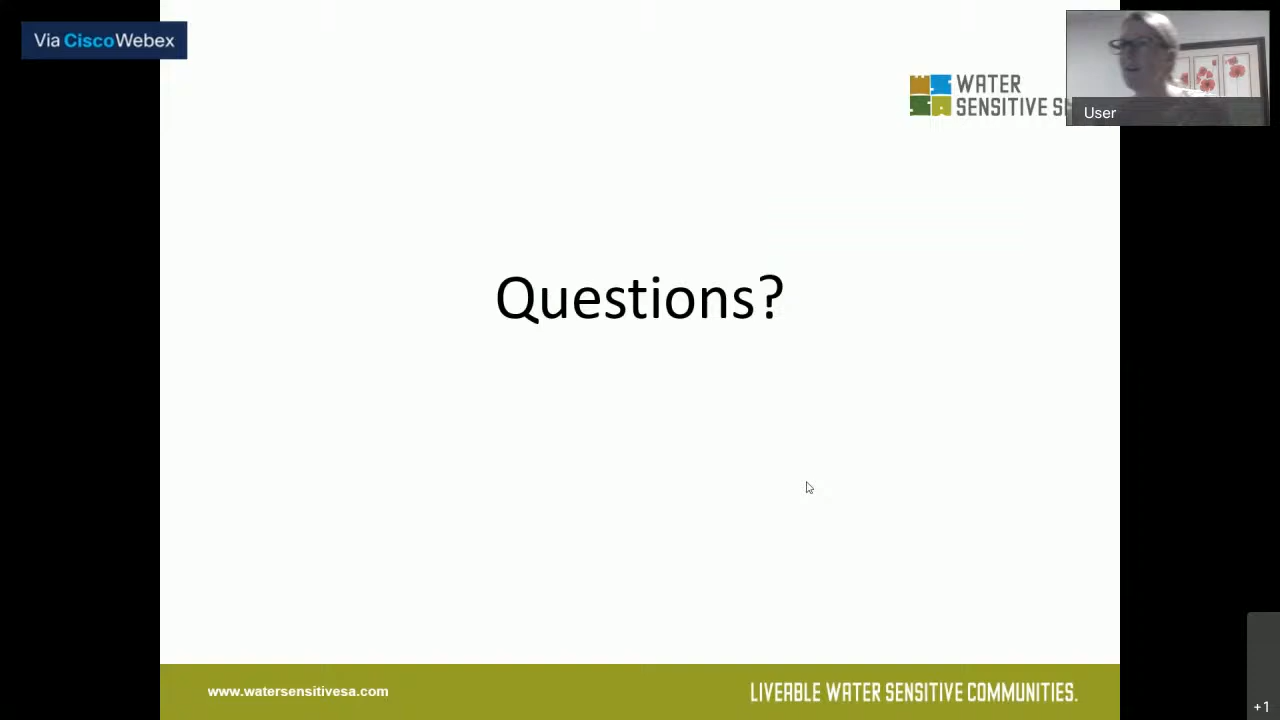 Via CiscoWebex
WATER
SENSITIVE
User
Questions?
www.watersensitivesa.com
LIVEABLE WATER SENSITIVE COMMUNITIES.
+1